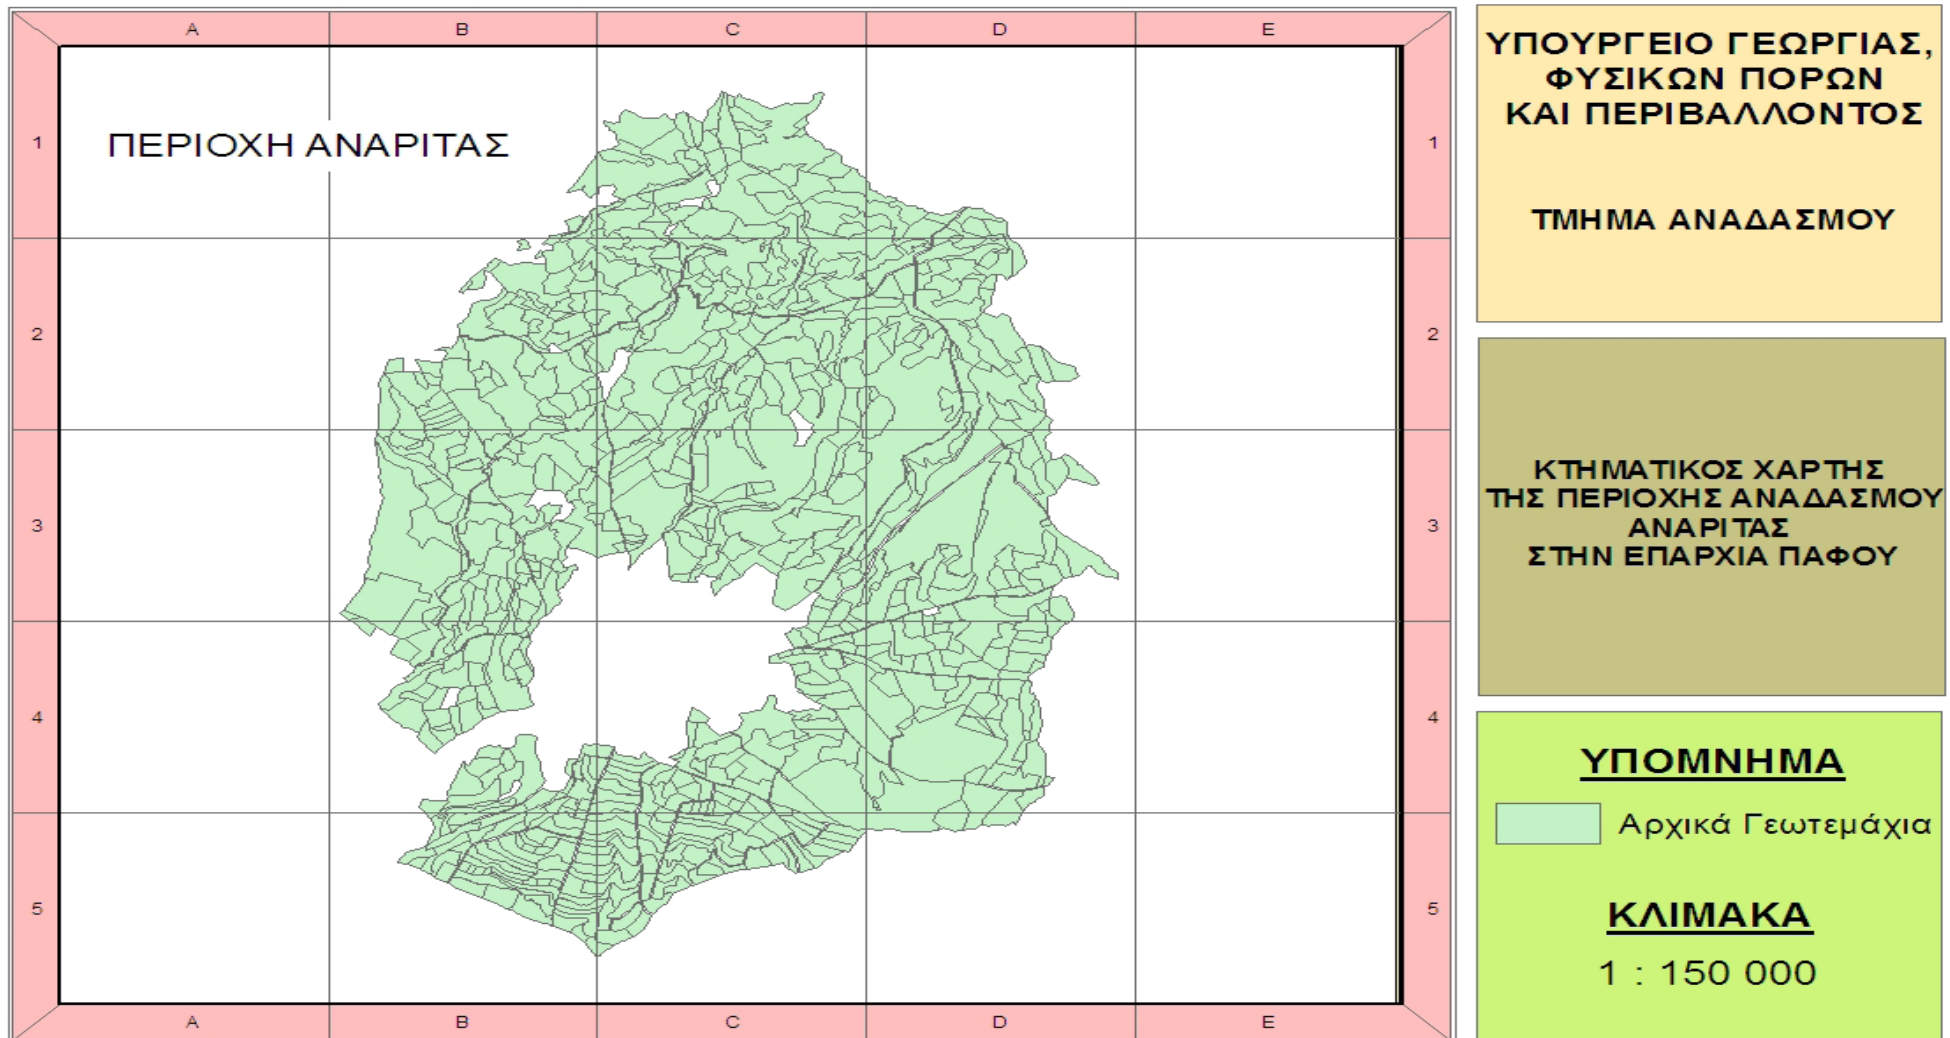 A B C D E
ΠΕΡΙΟΧΗ ΑΝΑΡΙΤΑΣ
1 1
2 2
3 3
4 4
5 5
A B C D E
ΥΠΟΥΡΓΕΙΟ ΓΕΩΡΓΙΑΣ,
ΦΥΣΙΚΩΝ ΠΟΡΩΝ
ΚΑΙ ΠΕΡΙΒΑΛΛΟΝΤΟΣ
ΤΜΗΜΑ ΑΝΑΔΑΣΜΟΥ
ΚΤΗΜΑΤΙΚΟΣ ΧΑΡΤΗΣ
ΤΗΣ ΠΕΡΙΟΧΗΣ ΑΝΑΔΑΣΜΟΥ
ΑΝΑΡΙΤΑΣ
ΣΤΗΝ ΕΠΑΡΧΙΑ ΠΑΦΟΥ
ΥΠΟΜΝΗΜΑ
Αρχικά Γεωτεμάχια
ΚΛΙΜΑΚΑ
1 : 150 000